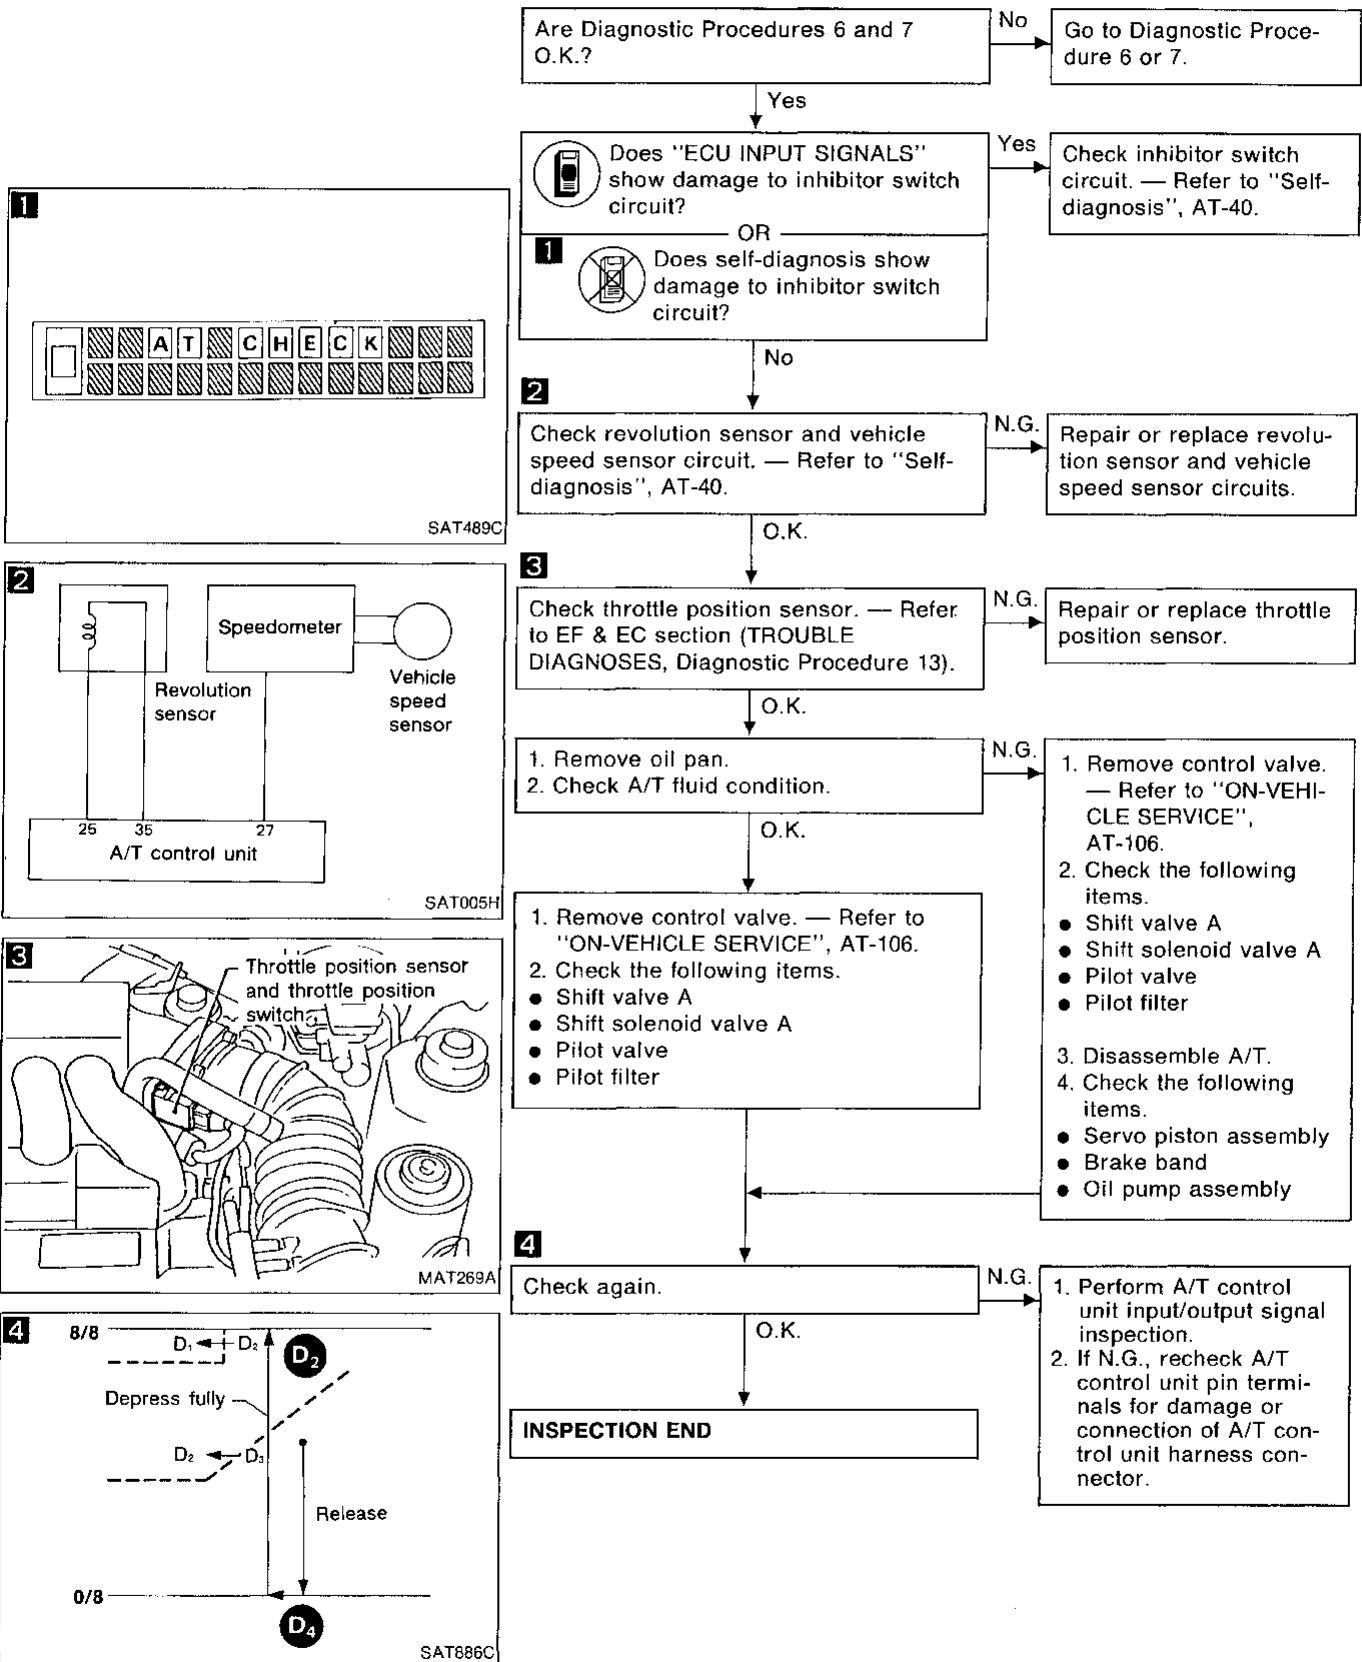 Are Diagnostic Procedures 6 and 7
O.K.?
No
Go to Diagnostic Proce-
dure 6 or 7.
Yes
Does "ECU INPUT SIGNALS"
show damage to inhibitor switch
circuit?
OR
1
Does self-diagnosis show
damage to inhibitor switch
circuit?
Yes
Check inhibitor switch
circuit. — Refer to "Self-
diagnosis", AT-40.
No
2
Check revolution sensor and vehicle
speed sensor circuit. — Refer to "Self-
diagnosis", AT-40.
N.G.
Repair or replace revolu-
tion sensor and vehicle
speed sensor circuits.
O.K.
3
Check throttle position sensor. — Refer
to EF & EC section (TROUBLE
DIAGNOSES, Diagnostic Procedure 13).
N.G.
Repair or replace throttle
position sensor.
O.K.
1. Remove oil pan.
2. Check A/T fluid condition.
N.G.
1. Remove control valve.
— Refer to "ON-VEHI-
CLE SERVICE",
AT-106.
2. Check the following
items.
● Shift valve A
● Shift solenoid valve A
● Pilot valve
● Pilot filter
3. Disassemble A/T.
4. Check the following
items.
● Servo piston assembly
● Brake band
● Oil pump assembly
O.K.
1. Remove control valve. — Refer to
"ON-VEHICLE SERVICE", AT-106.
2. Check the following items.
● Shift valve A
● Shift solenoid valve A
● Pilot valve
● Pilot filter
4
Check again.
N.G.
1. Perform A/T control
unit input/output signal
inspection.
2. If N.G., recheck A/T
control unit pin termi-
nals for damage or
connection of A/T con-
trol unit harness con-
nector.
O.K.
INSPECTION END
1
AT CHECK
SAT489C
2
Speedometer
Revolution
sensor
Vehicle
speed
sensor
25 35 27
A/T control unit
SAT005H
3
Throttle position sensor
and throttle position
switch
MAT269A
4
8/8
D₁ D₂
D₂
Depress fully
D₂ D₃
Release
0/8
D₄
SAT886C